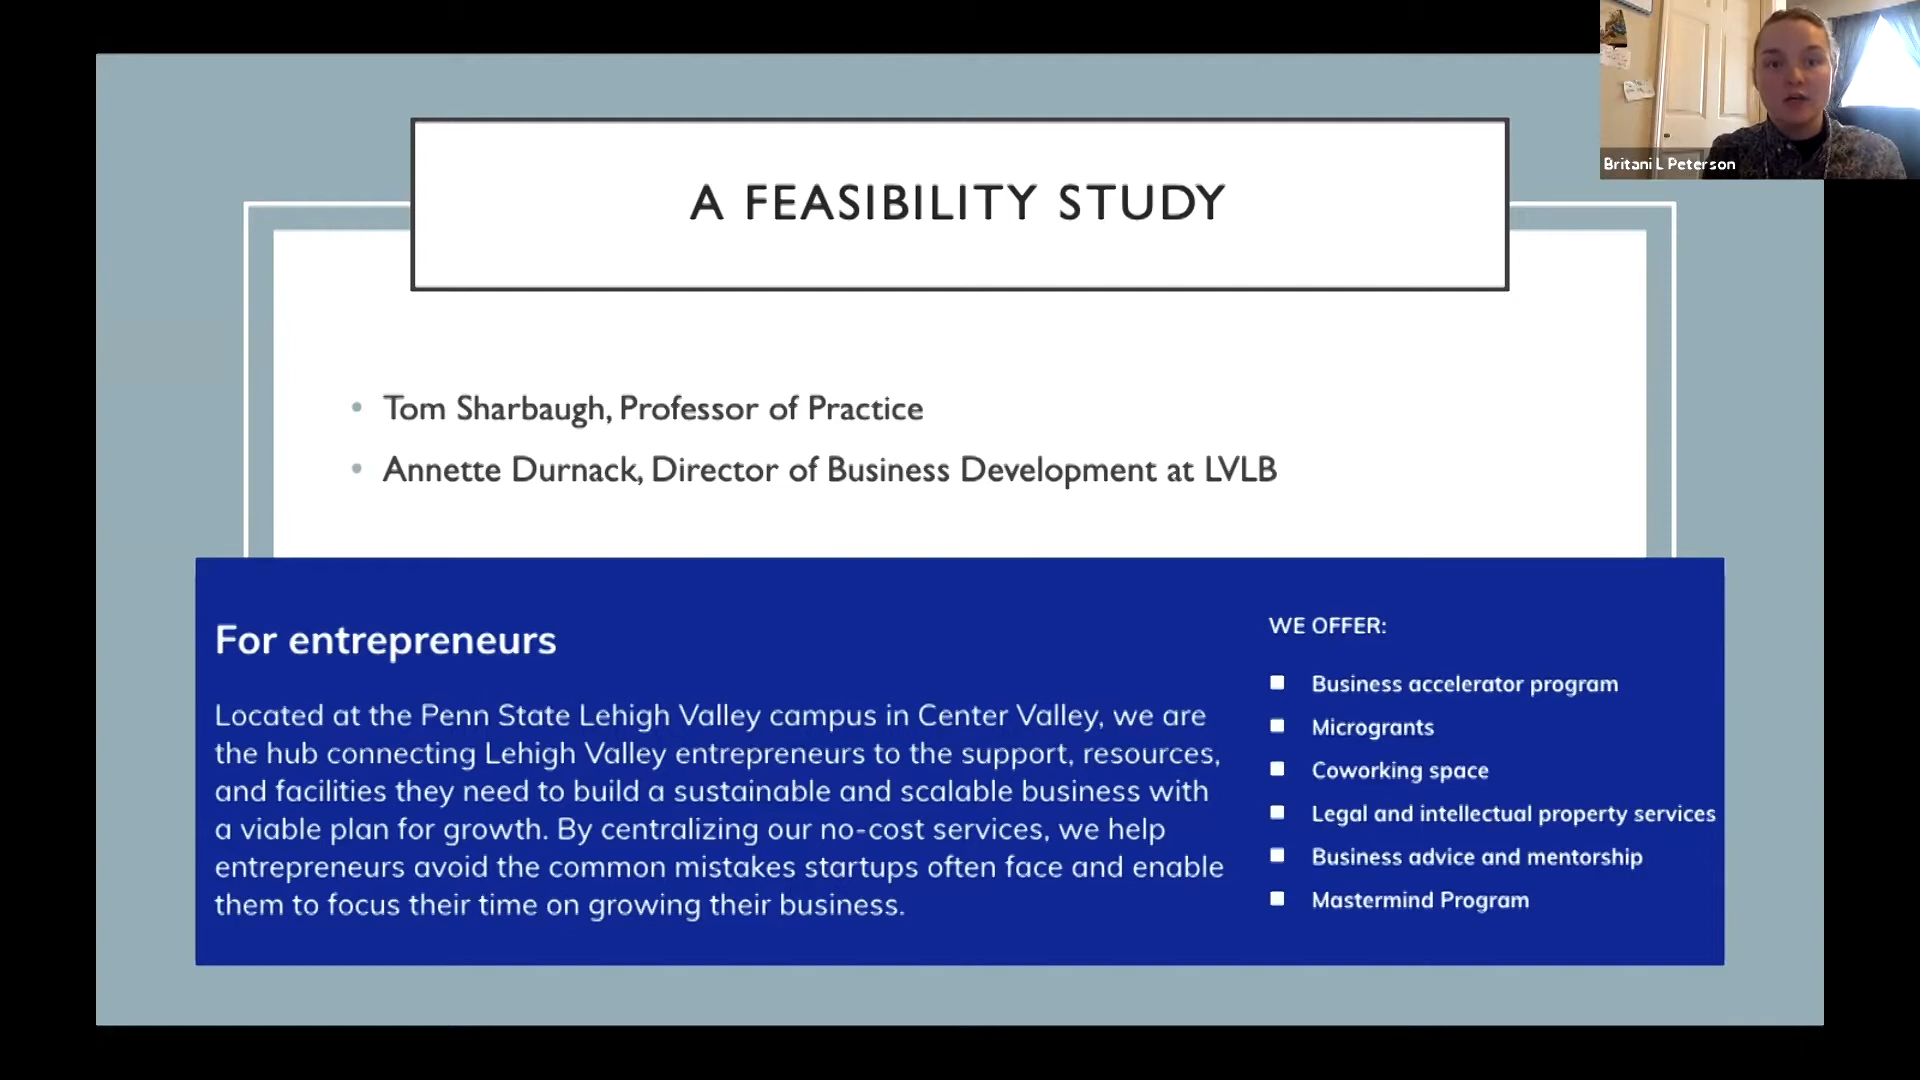 Britani L Peterson
A FEASIBILITY STUDY
• Tom Sharbaugh, Professor of Practice
• Annette Durnack, Director of Business Development at LVLB
For entrepreneurs
Located at the Penn State Lehigh Valley campus in Center Valley, we are
the hub connecting Lehigh Valley entrepreneurs to the support, resources,
and facilities they need to build a sustainable and scalable business with
a viable plan for growth. By centralizing our no-cost services, we help
entrepreneurs avoid the common mistakes startups often face and enable
them to focus their time on growing their business.
WE OFFER:
Business accelerator program
Microgrants
Coworking space
Legal and intellectual property services
Business advice and mentorship
Mastermind Program